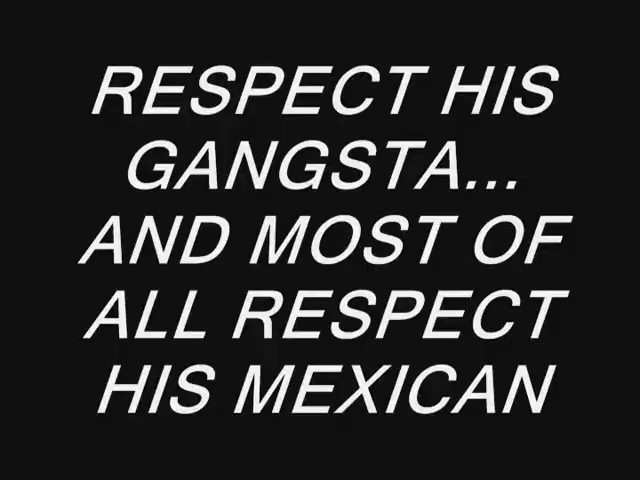 RESPECT HIS
GANGSTA...
AND MOST OF
ALL RESPECT
HIS MEXICAN